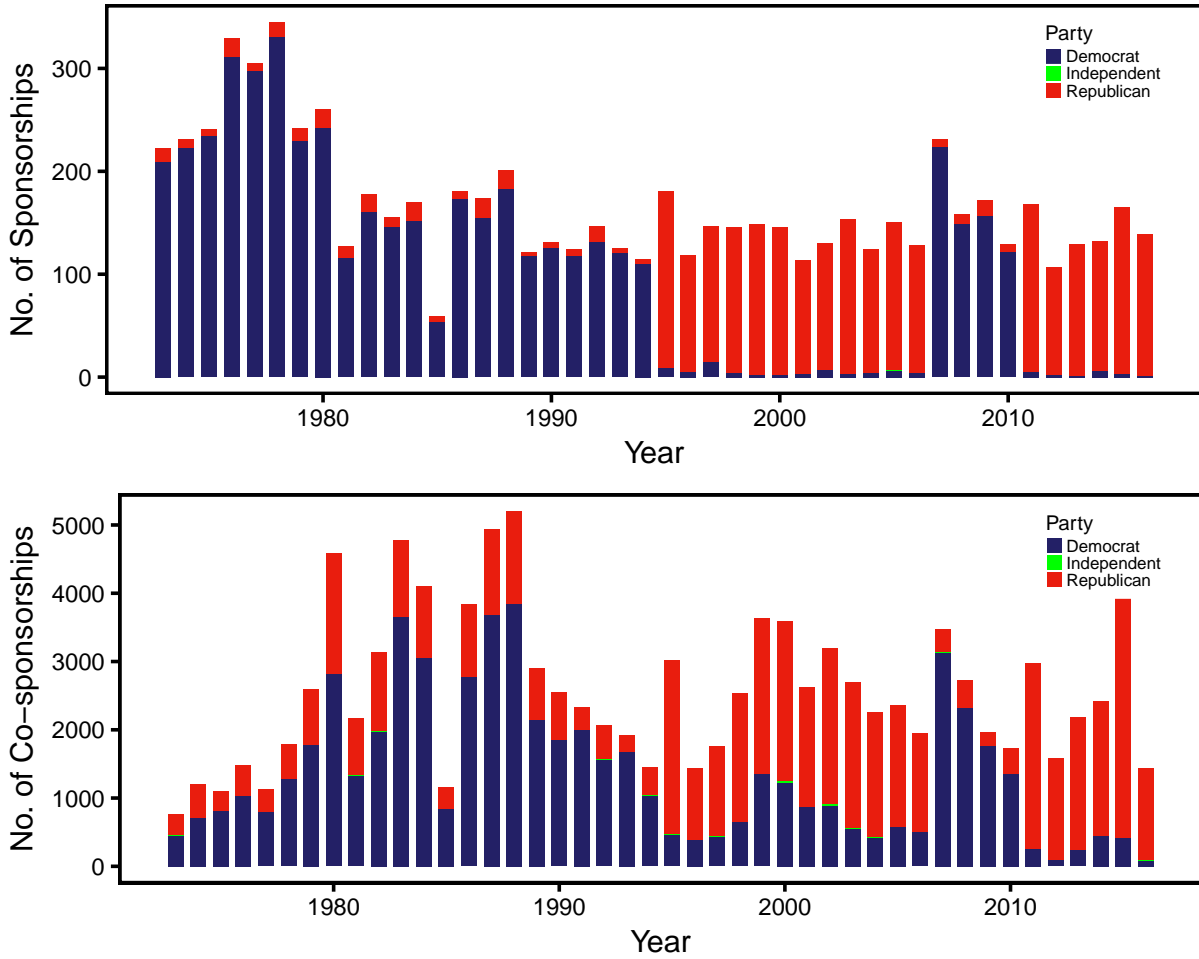 No. of Sponsorships
300
200
100
0
Party
Democrat
Independent
Republican
1980 1990 2000 2010
Year
No. of Co−sponsorships
5000
4000
3000
2000
1000
0
Party
Democrat
Independent
Republican
1980 1990 2000 2010
Year